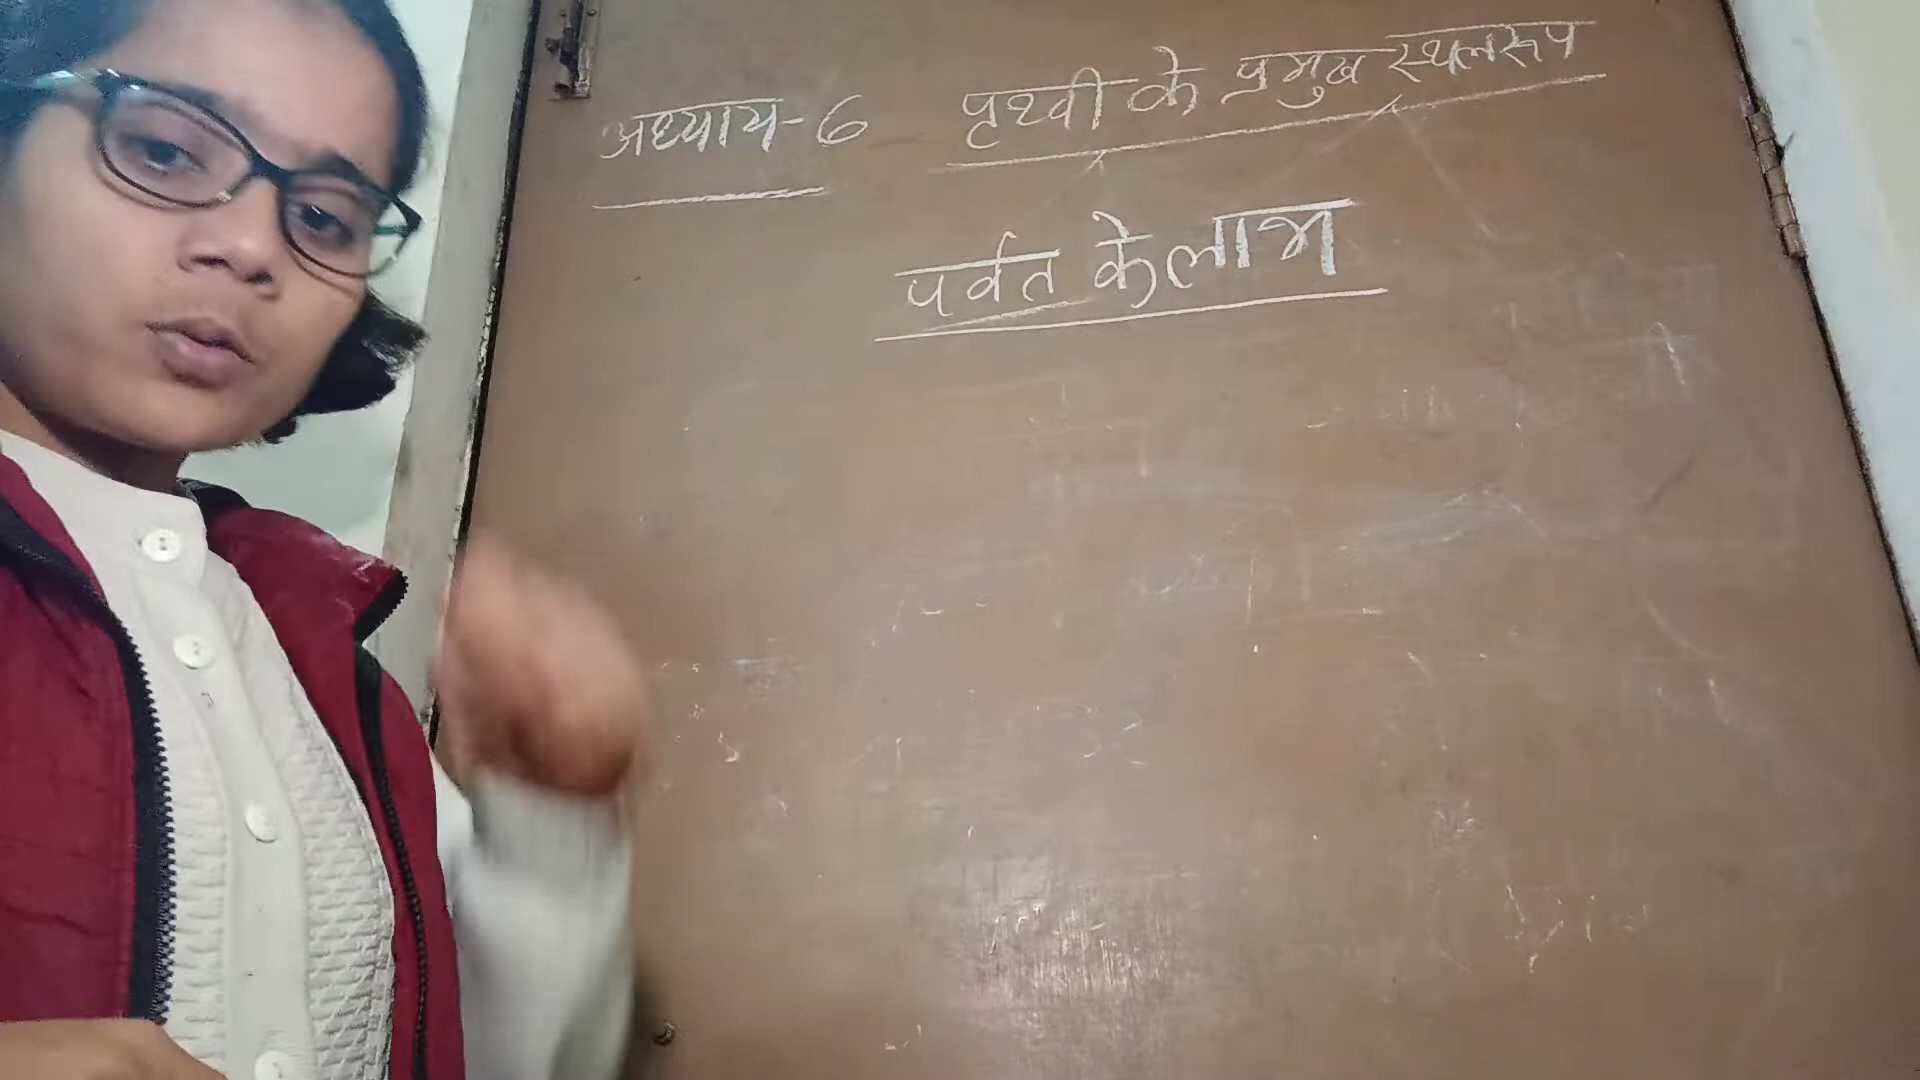 अध्याय-6 पृथ्वी के प्रमुख स्थलरूप
पर्वत के लाभ